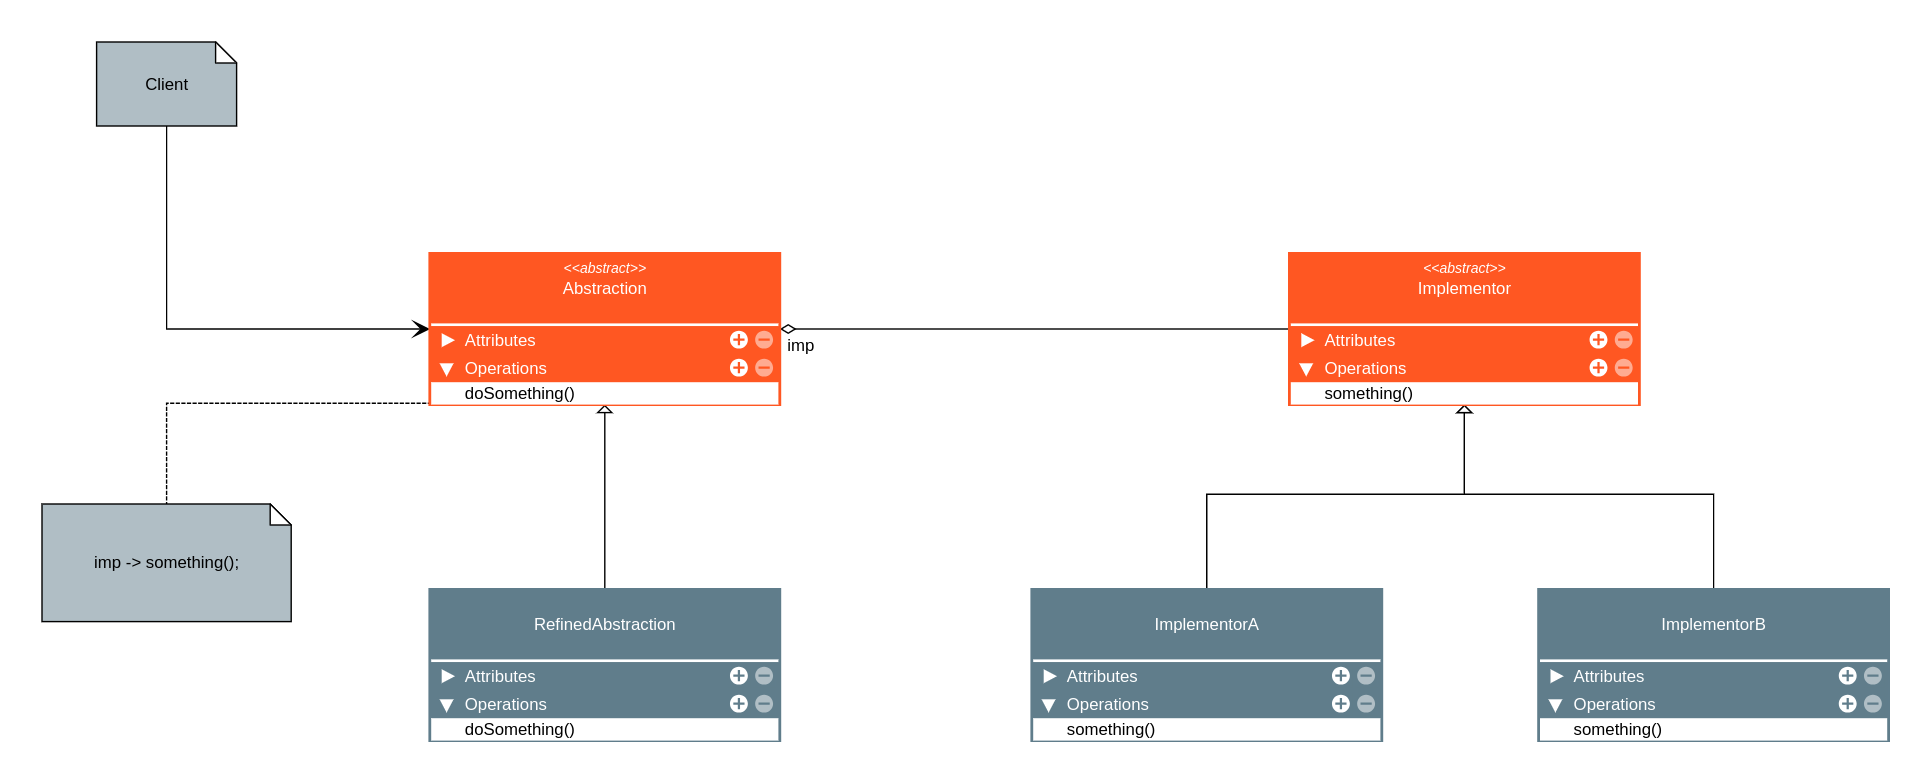 Client
<<abstract>>
Abstraction
Attributes
Operations
doSomething()
imp
<<abstract>>
Implementor
Attributes
Operations
something()
imp -> something();
RefinedAbstraction
Attributes
Operations
doSomething()
ImplementorA
Attributes
Operations
something()
ImplementorB
Attributes
Operations
something()